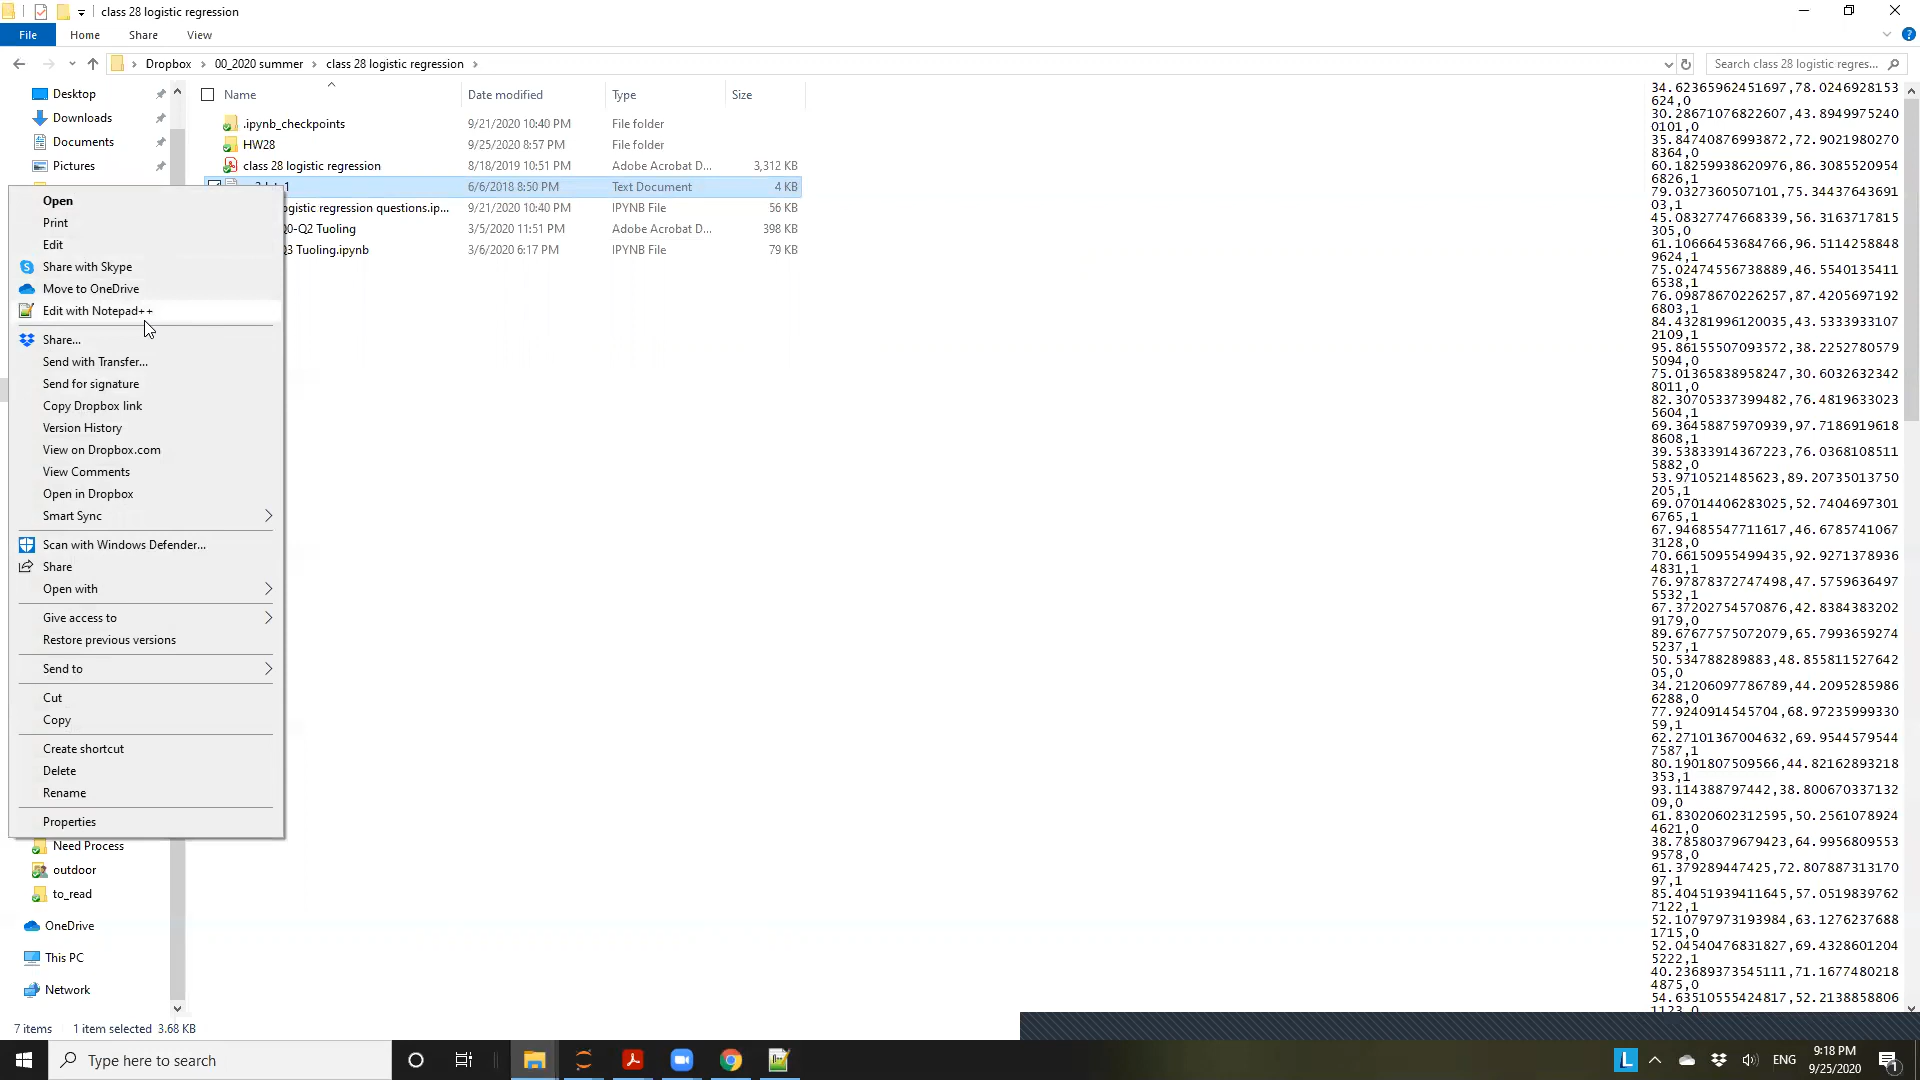 class 28 logistic regression
File
Home
Share
View
Dropbox
00_2020 summer
class 28 logistic regression
Search class 28 logistic regres...
Desktop
Downloads
Documents
Pictures
Name
Date modified
Type
Size
.ipynb_checkpoints
9/21/2020 10:40 PM
File folder
HW28
9/25/2020 8:57 PM
File folder
class 28 logistic regression
8/18/2019 10:51 PM
Adobe Acrobat D...
3,312 KB
6/6/2018 8:50 PM
Text Document
4 KB
ogistic regression questions.ip...
9/21/2020 10:40 PM
IPYNB File
56 KB
Q0-Q2 Tuoling
3/5/2020 11:51 PM
Adobe Acrobat D...
398 KB
Q3 Tuoling.ipynb
3/6/2020 6:17 PM
IPYNB File
79 KB
Open
Print
Edit
Share with Skype
Move to OneDrive
Edit with Notepad++
Share...
Send with Transfer...
Send for signature
Copy Dropbox link
Version History
View on Dropbox.com
View Comments
Open in Dropbox
Smart Sync
Scan with Windows Defender...
Share
Open with
Give access to
Restore previous versions
Send to
Cut
Copy
Create shortcut
Delete
Rename
Properties
Need Process
outdoor
to_read
OneDrive
This PC
Network
34.62365962451697,78.0246928153
624,0
30.28671076822607,43.8949975240
0101,0
35.84740876993872,72.9021980270
8364,0
60.18259938620976,86.3085520954
6826,1
79.0327360507101,75.34437643691
03,1
45.08327747668339,56.3163717815
305,0
61.10666453684766,96.5114258848
9624,1
75.02474556738889,46.5540135411
6538,1
76.09878670226257,87.4205697192
6803,1
84.43281996120035,43.5333933107
2109,1
95.86155507093572,38.2252780579
5094,0
75.01365838958247,30.6032632342
8011,0
82.30705337399482,76.4819633023
5604,1
69.36458875970939,97.7186919618
8608,1
39.53833914367223,76.0368108511
5882,0
53.9710521485623,89.20735013750
205,1
69.07014406283025,52.7404697301
6765,1
67.94685547711617,46.6785741067
3128,0
70.66150955499435,92.9271378936
4831,1
76.97878372747498,47.5759636497
5532,1
67.37202754570876,42.8384383202
9179,0
89.67677575072079,65.7993659274
5237,1
50.534788289883,48.855811527642
05,0
34.21206097786789,44.2095285986
6288,0
77.9240914545704,68.97235999330
59,1
62.27101367004632,69.9544579544
7587,1
80.1901807509566,44.82162893218
353,1
93.114388797442,38.800670337132
09,0
61.83020602312595,50.2561078924
4621,0
38.78580379679423,64.9956809553
9578,0
61.379289447425,72.807887313170
97,1
85.40451939411645,57.0519839762
7122,1
52.10797973193984,63.1276237688
1715,0
52.04540476831827,69.4328601204
5222,1
40.23689373545111,71.1677480218
4875,0
54.63510555424817,52.2138858806
1123,0
7 items
1 item selected 3.68 KB
Type here to search
ENG
9:18 PM
9/25/2020